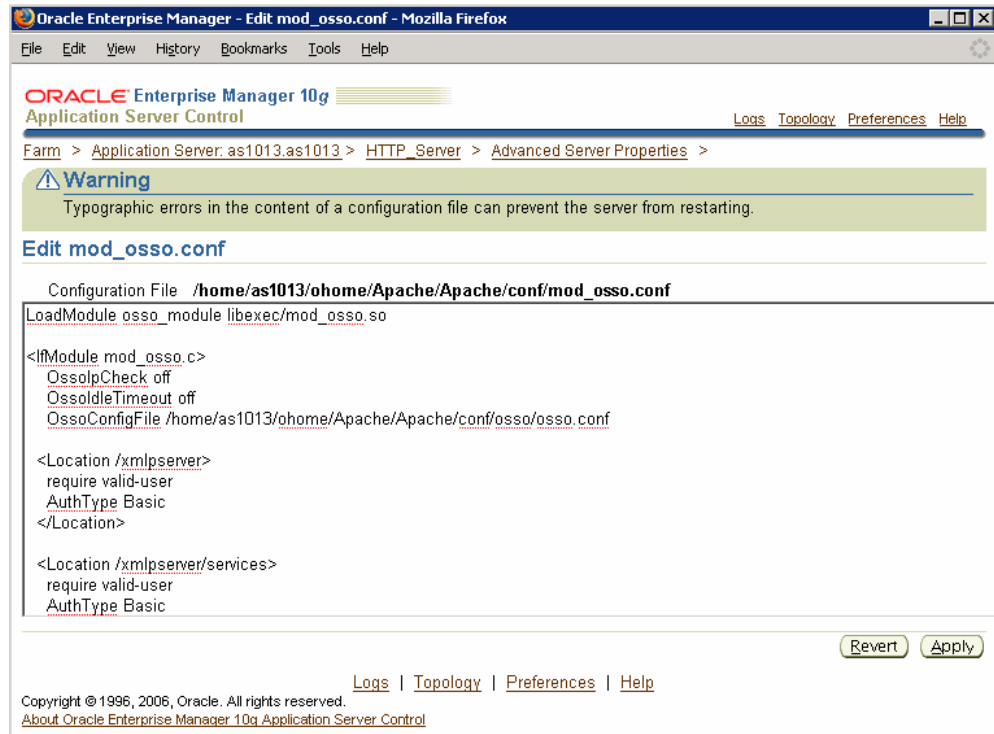 Oracle Enterprise Manager - Edit mod_osso.conf - Mozilla Firefox
File Edit View History Bookmarks Tools Help
ORACLE Enterprise Manager 10g
Application Server Control
Logs Topology Preferences Help
Farm > Application Server: as1013.as1013 > HTTP_Server > Advanced Server Properties >
Warning
Typographic errors in the content of a configuration file can prevent the server from restarting.
Edit mod_osso.conf
Configuration File /home/as1013/ohome/Apache/Apache/conf/mod_osso.conf
LoadModule osso_module libexec/mod_osso.so
<IfModule mod_osso.c>
OssoIpCheck off
OssoIdleTimeout off
OssoConfigFile /home/as1013/ohome/Apache/Apache/conf/osso/osso.conf
<Location /xmlpserver>
require valid-user
AuthType Basic
</Location>
<Location /xmlpserver/services>
require valid-user
AuthType Basic
Revert Apply
Logs | Topology | Preferences | Help
Copyright © 1996, 2006, Oracle. All rights reserved.
About Oracle Enterprise Manager 10g Application Server Control